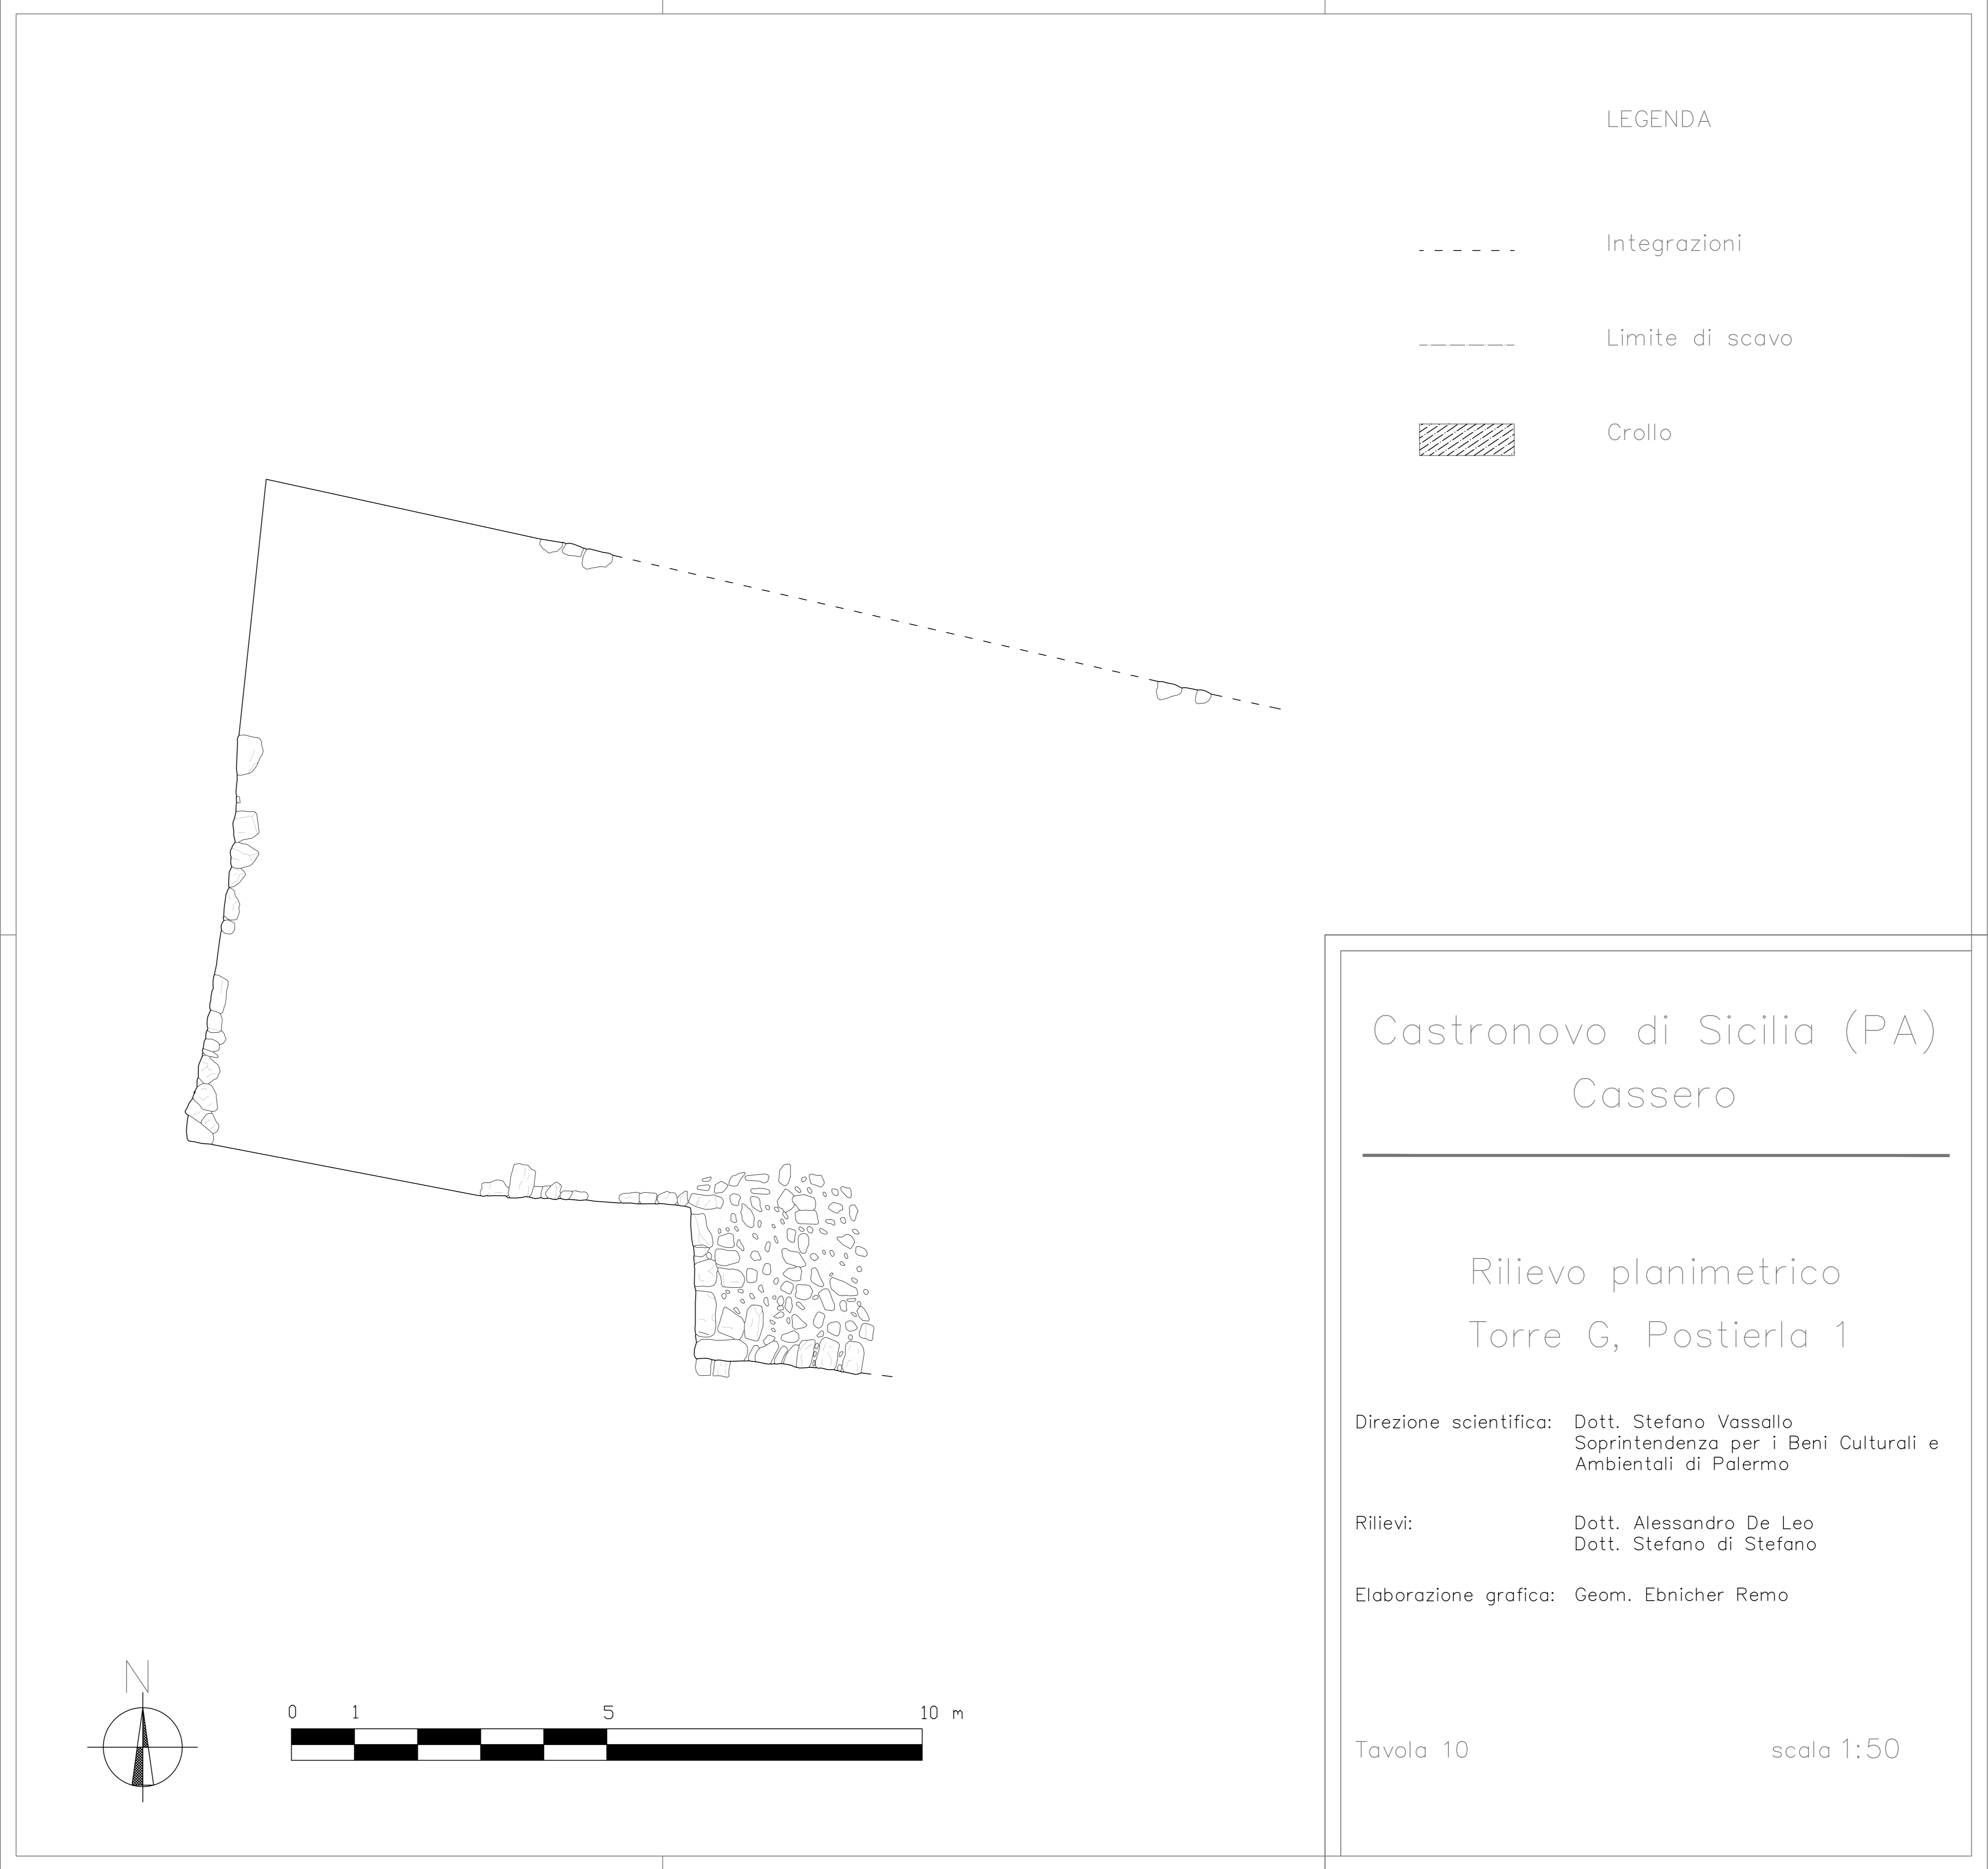 LEGENDA
Integrazioni
Limite di scavo
Crollo
Castronovo di Sicilia (PA)
Cassero
Rilievo planimetrico
Torre G, Postierla 1
Direzione scientifica: Dott. Stefano Vassallo
Soprintendenza per i Beni Culturali e
Ambientali di Palermo
Rilievi: Dott. Alessandro De Leo
Dott. Stefano di Stefano
Elaborazione grafica: Geom. Ebnicher Remo
Tavola 10 scala 1:50
N
0 1 5 10 m